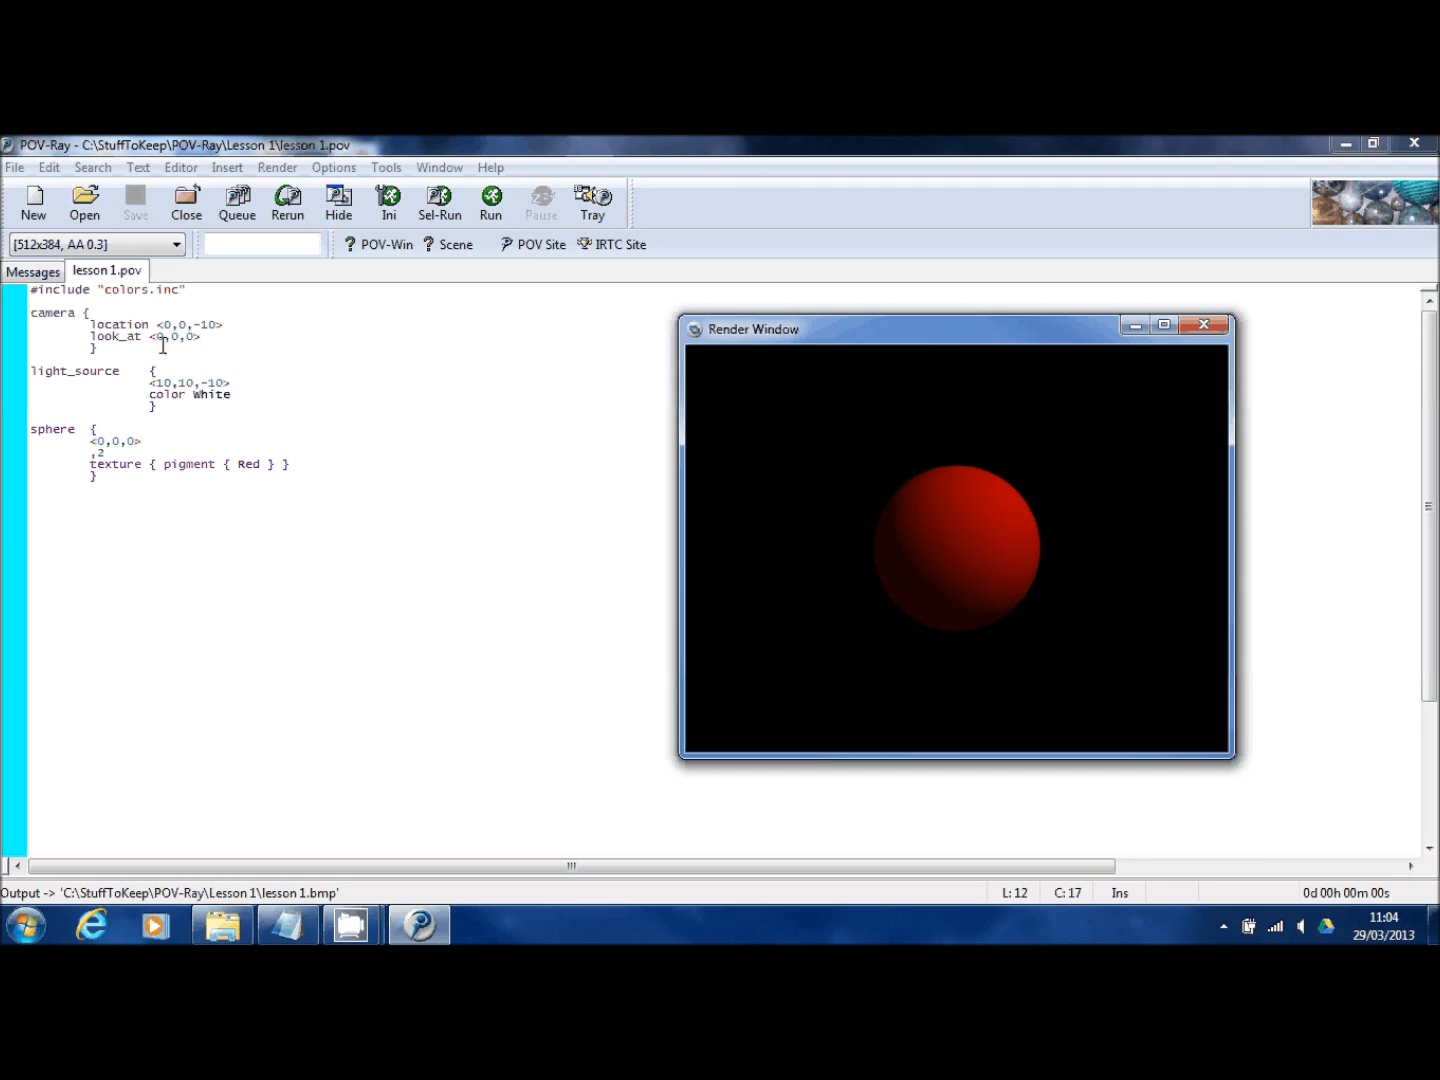 POV-Ray - C:\StuffToKeep\POV-Ray\Lesson 1\lesson 1.pov
File Edit Search Text Editor Insert Render Options Tools Window Help
New Open Save Close Queue Rerun Hide Ini Sel-Run Run Pause Tray
[512x384, AA 0.3] ? POV-Win ? Scene POV Site IRTC Site
Messages lesson 1.pov
#include "colors.inc"
camera {
location <0,0,-10>
look_at <0,0,0>
}
light_source {
<10,10,-10>
color White
}
sphere {
<0,0,0>
,2
texture { pigment { Red } }
}
Render Window
Output -> 'C:\StuffToKeep\POV-Ray\Lesson 1\lesson 1.bmp' L: 12 C: 17 Ins 0d 00h 00m 00s
11:04
29/03/2013